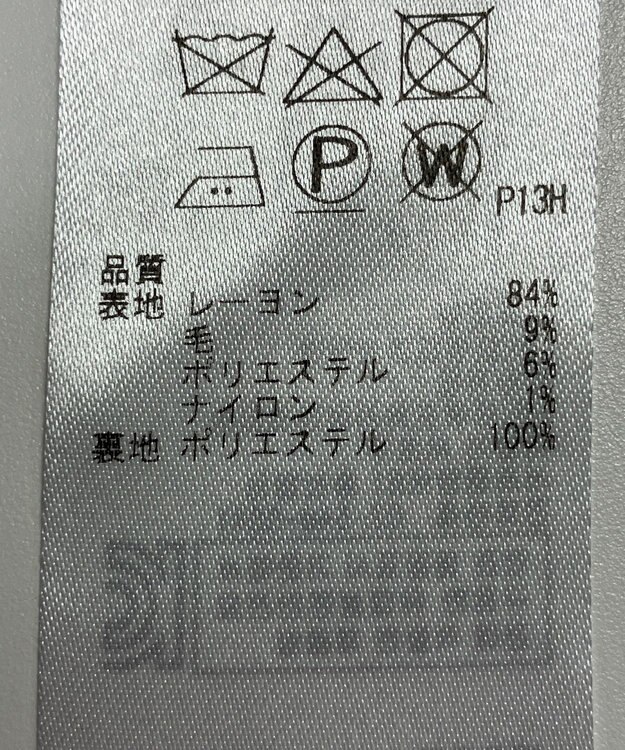 P W P13H
品質
表地 レーヨン 84%
毛 9%
ポリエステル 6%
ナイロン 1%
裏地 ポリエステル 100%